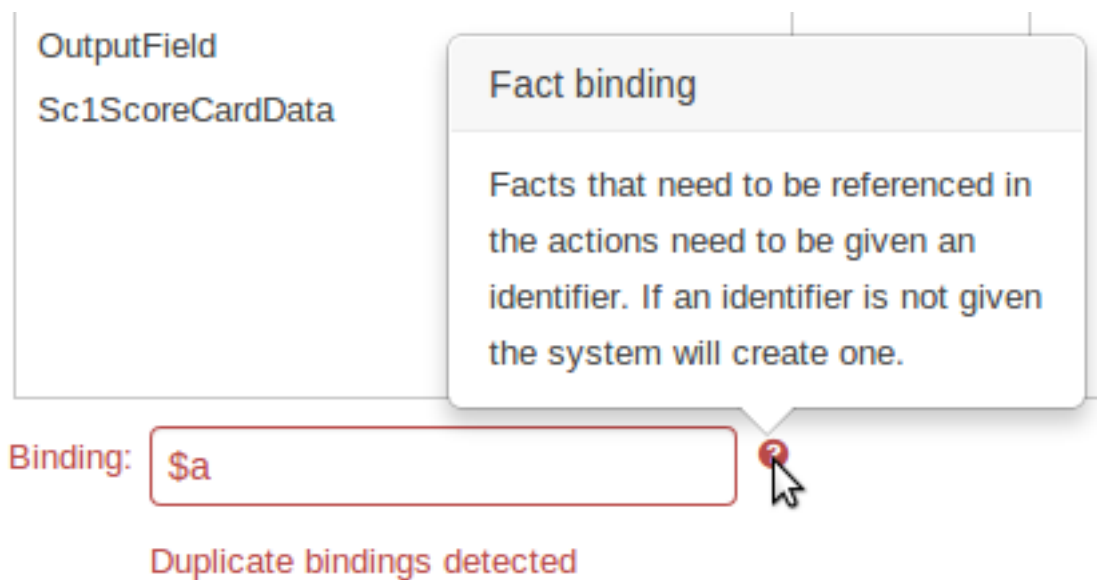 OutputField
Sc1ScoreCardData
Fact binding
Facts that need to be referenced in
the actions need to be given an
identifier. If an identifier is not given
the system will create one.
Binding: $a ?
Duplicate bindings detected